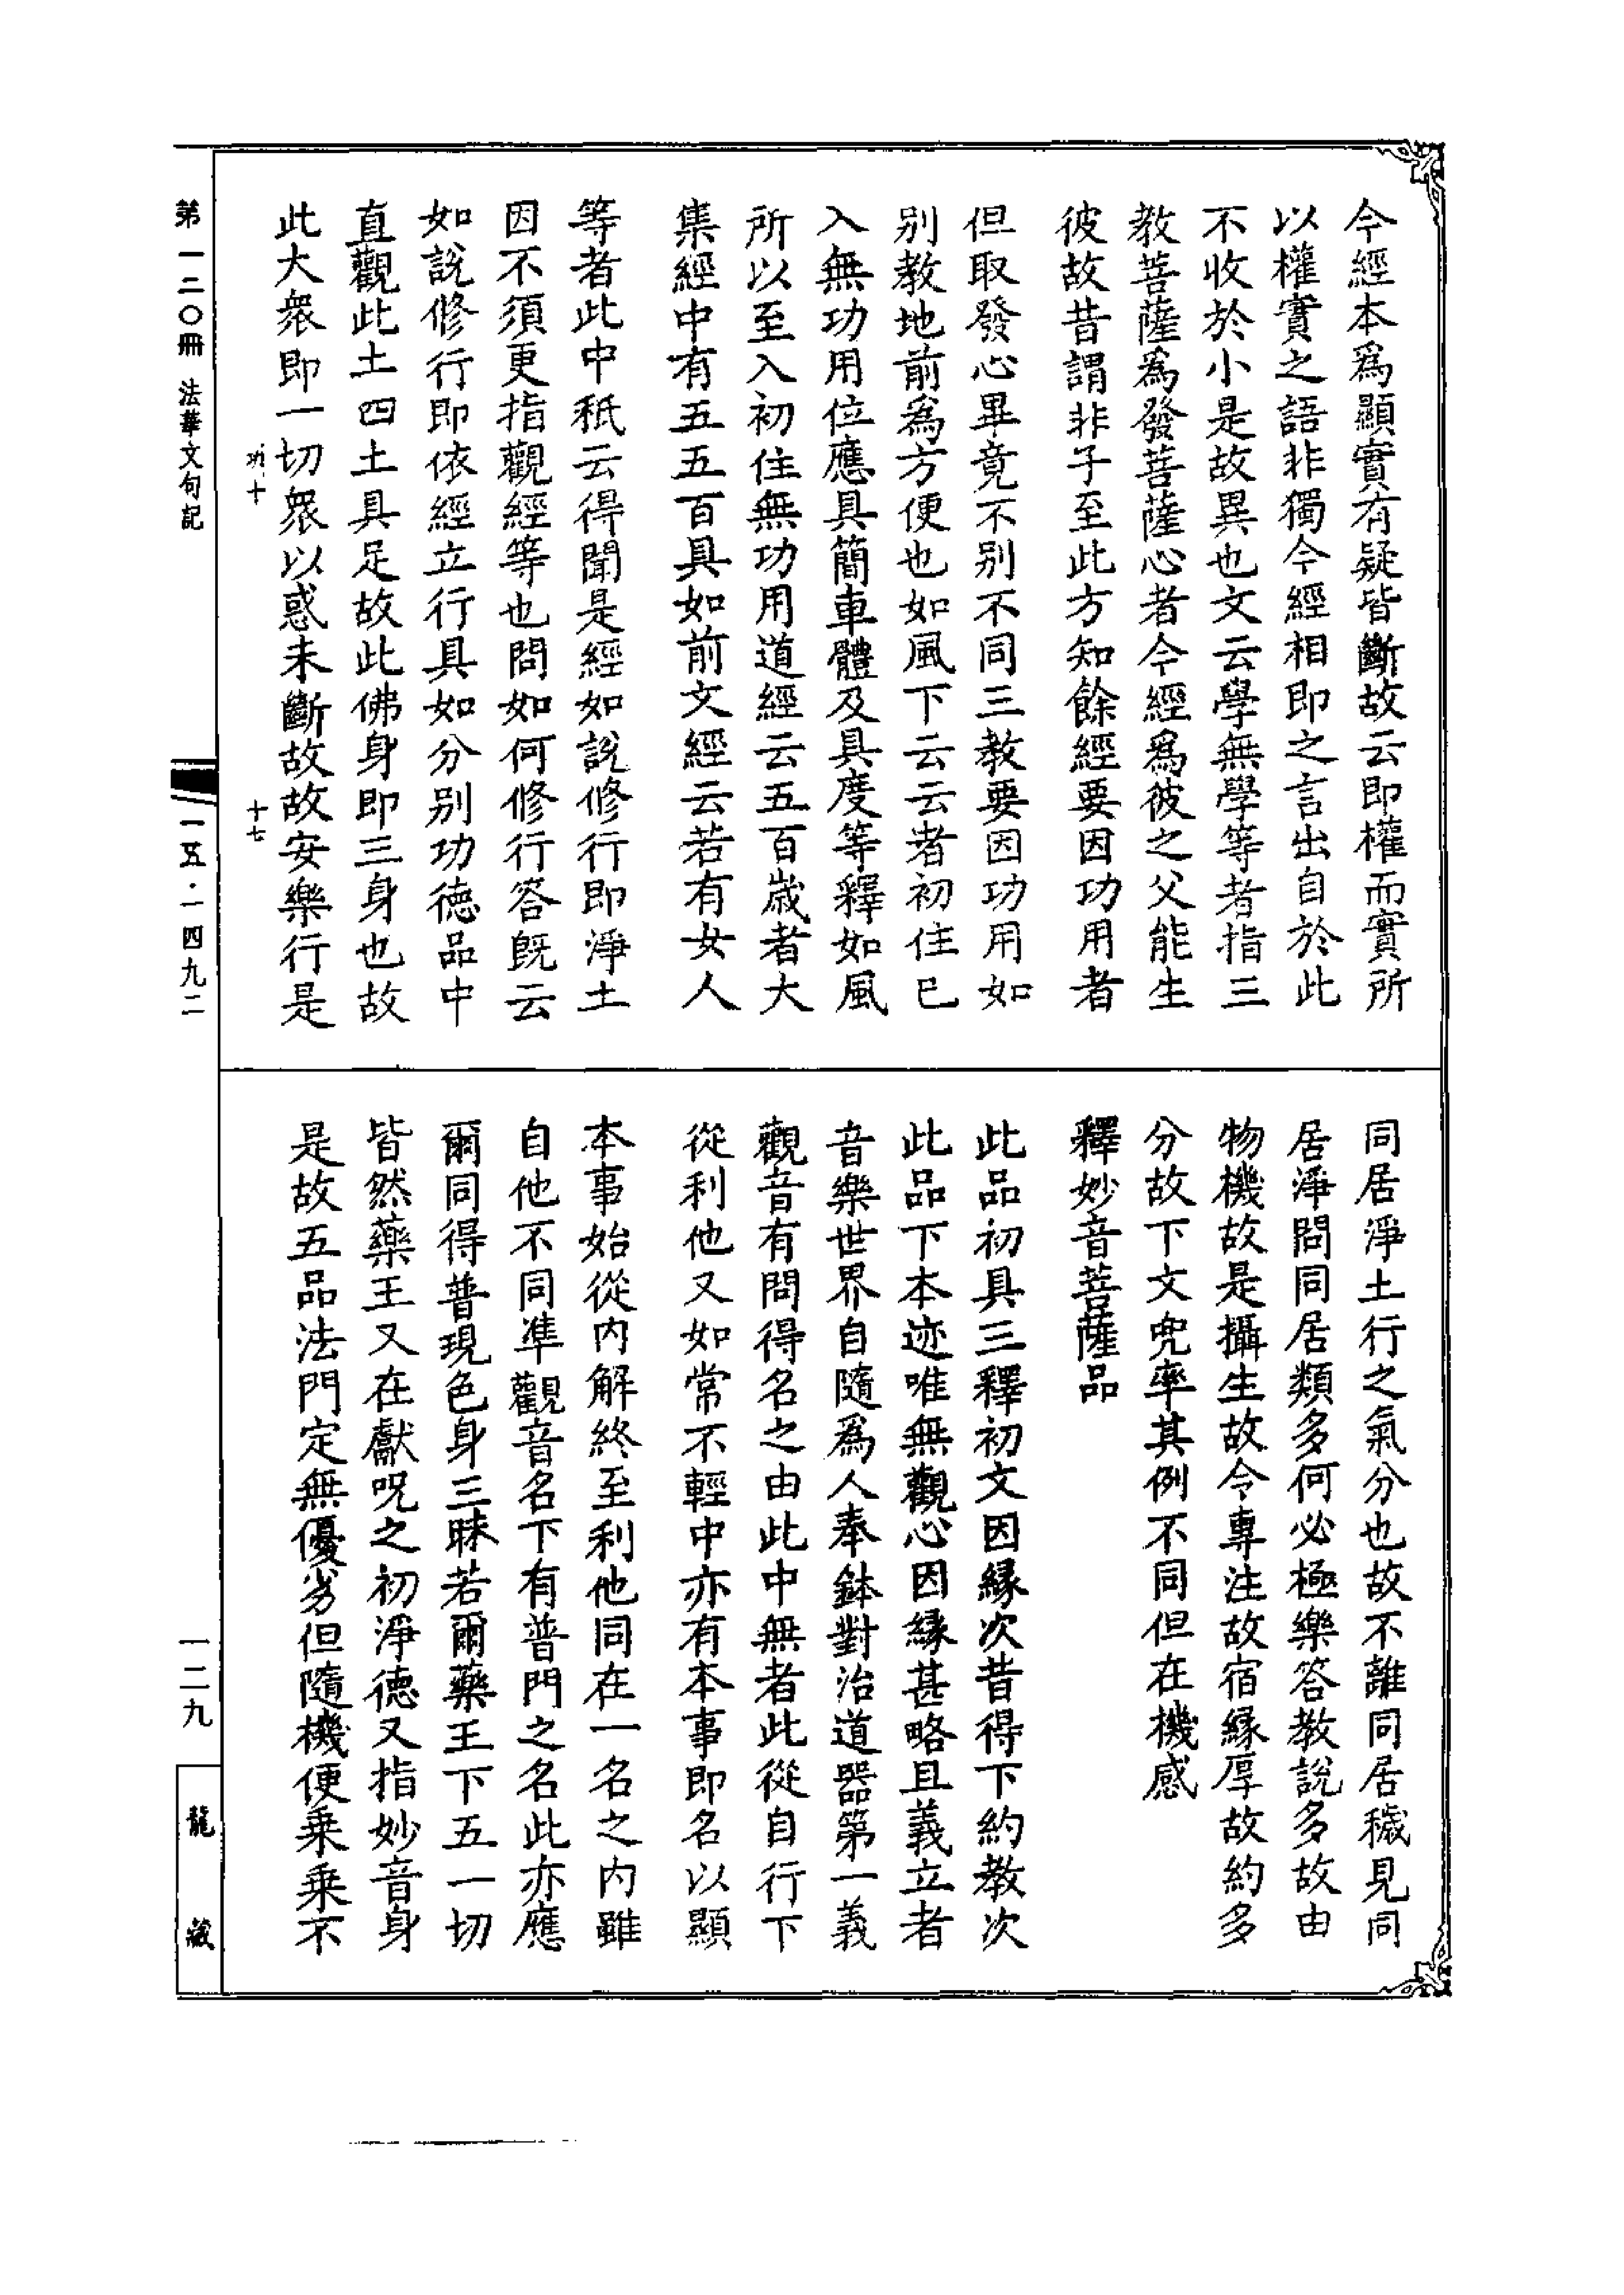 今經本爲顯實有疑皆斷故云即權而實所
以權實之語非獨今經相即之言出自於此
不收於小是故異也文云學無學等者指三
教菩薩爲發菩薩心者今經爲彼之父能生
彼故昔謂非子至此方知餘經要因功用者
但取發心畢竟不別不同三教要因功用如
別教地前爲方便也如風下云云者初住已
入無功用位應具簡車體及具度等釋如風
所以至入初住無功用道經云五百歲者大
集經中有五五百具如前文經云若有女人
等者此中秖云得聞是經如說修行即淨土
因不須更指觀經等也問如何修行答旣云
如說修行即依經立行具如分別功德品中
直觀此土四土具足故此佛身即三身也故
此大衆即一切衆以惑未斷故故安樂行是
同居淨土行之氣分也故不離同居穢見同
居淨問同居類多何必極樂答教說多故由
物機故是攝生故令專注故宿緣厚故約多
分故下文兜率其例不同但在機感
釋妙音菩薩品
此品初具三釋初文因緣次昔得下約教次
此品下本迹唯無觀心因緣甚略且義立者
音樂世界自隨爲人奉鉢對治道器第一義
觀音有問得名之由此中無者此從自行下
從利他又如常不輕中亦有本事即名以顯
本事始從內解終至利他同在一名之內雖
自他不同準觀音名下有普門之名此亦應
爾同得普現色身三昧若爾藥王下五一切
皆然藥王又在獻呪之初淨德又指妙音身
是故五品法門定無優劣但隨機便乗乗不
第一二〇冊 法華文句記
功十
十七
一五·一四九二
一二九
龍藏